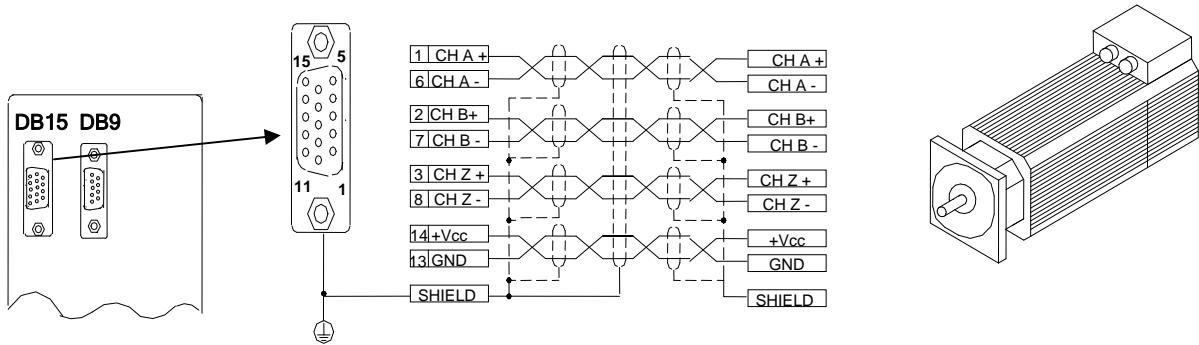 DB15 DB9
15 5
11 1
1 CH A +
6 CH A -
2 CH B+
7 CH B -
3 CH Z +
8 CH Z -
14 +Vcc
13 GND
SHIELD
CH A +
CH A -
CH B+
CH B -
CH Z +
CH Z -
+Vcc
GND
SHIELD